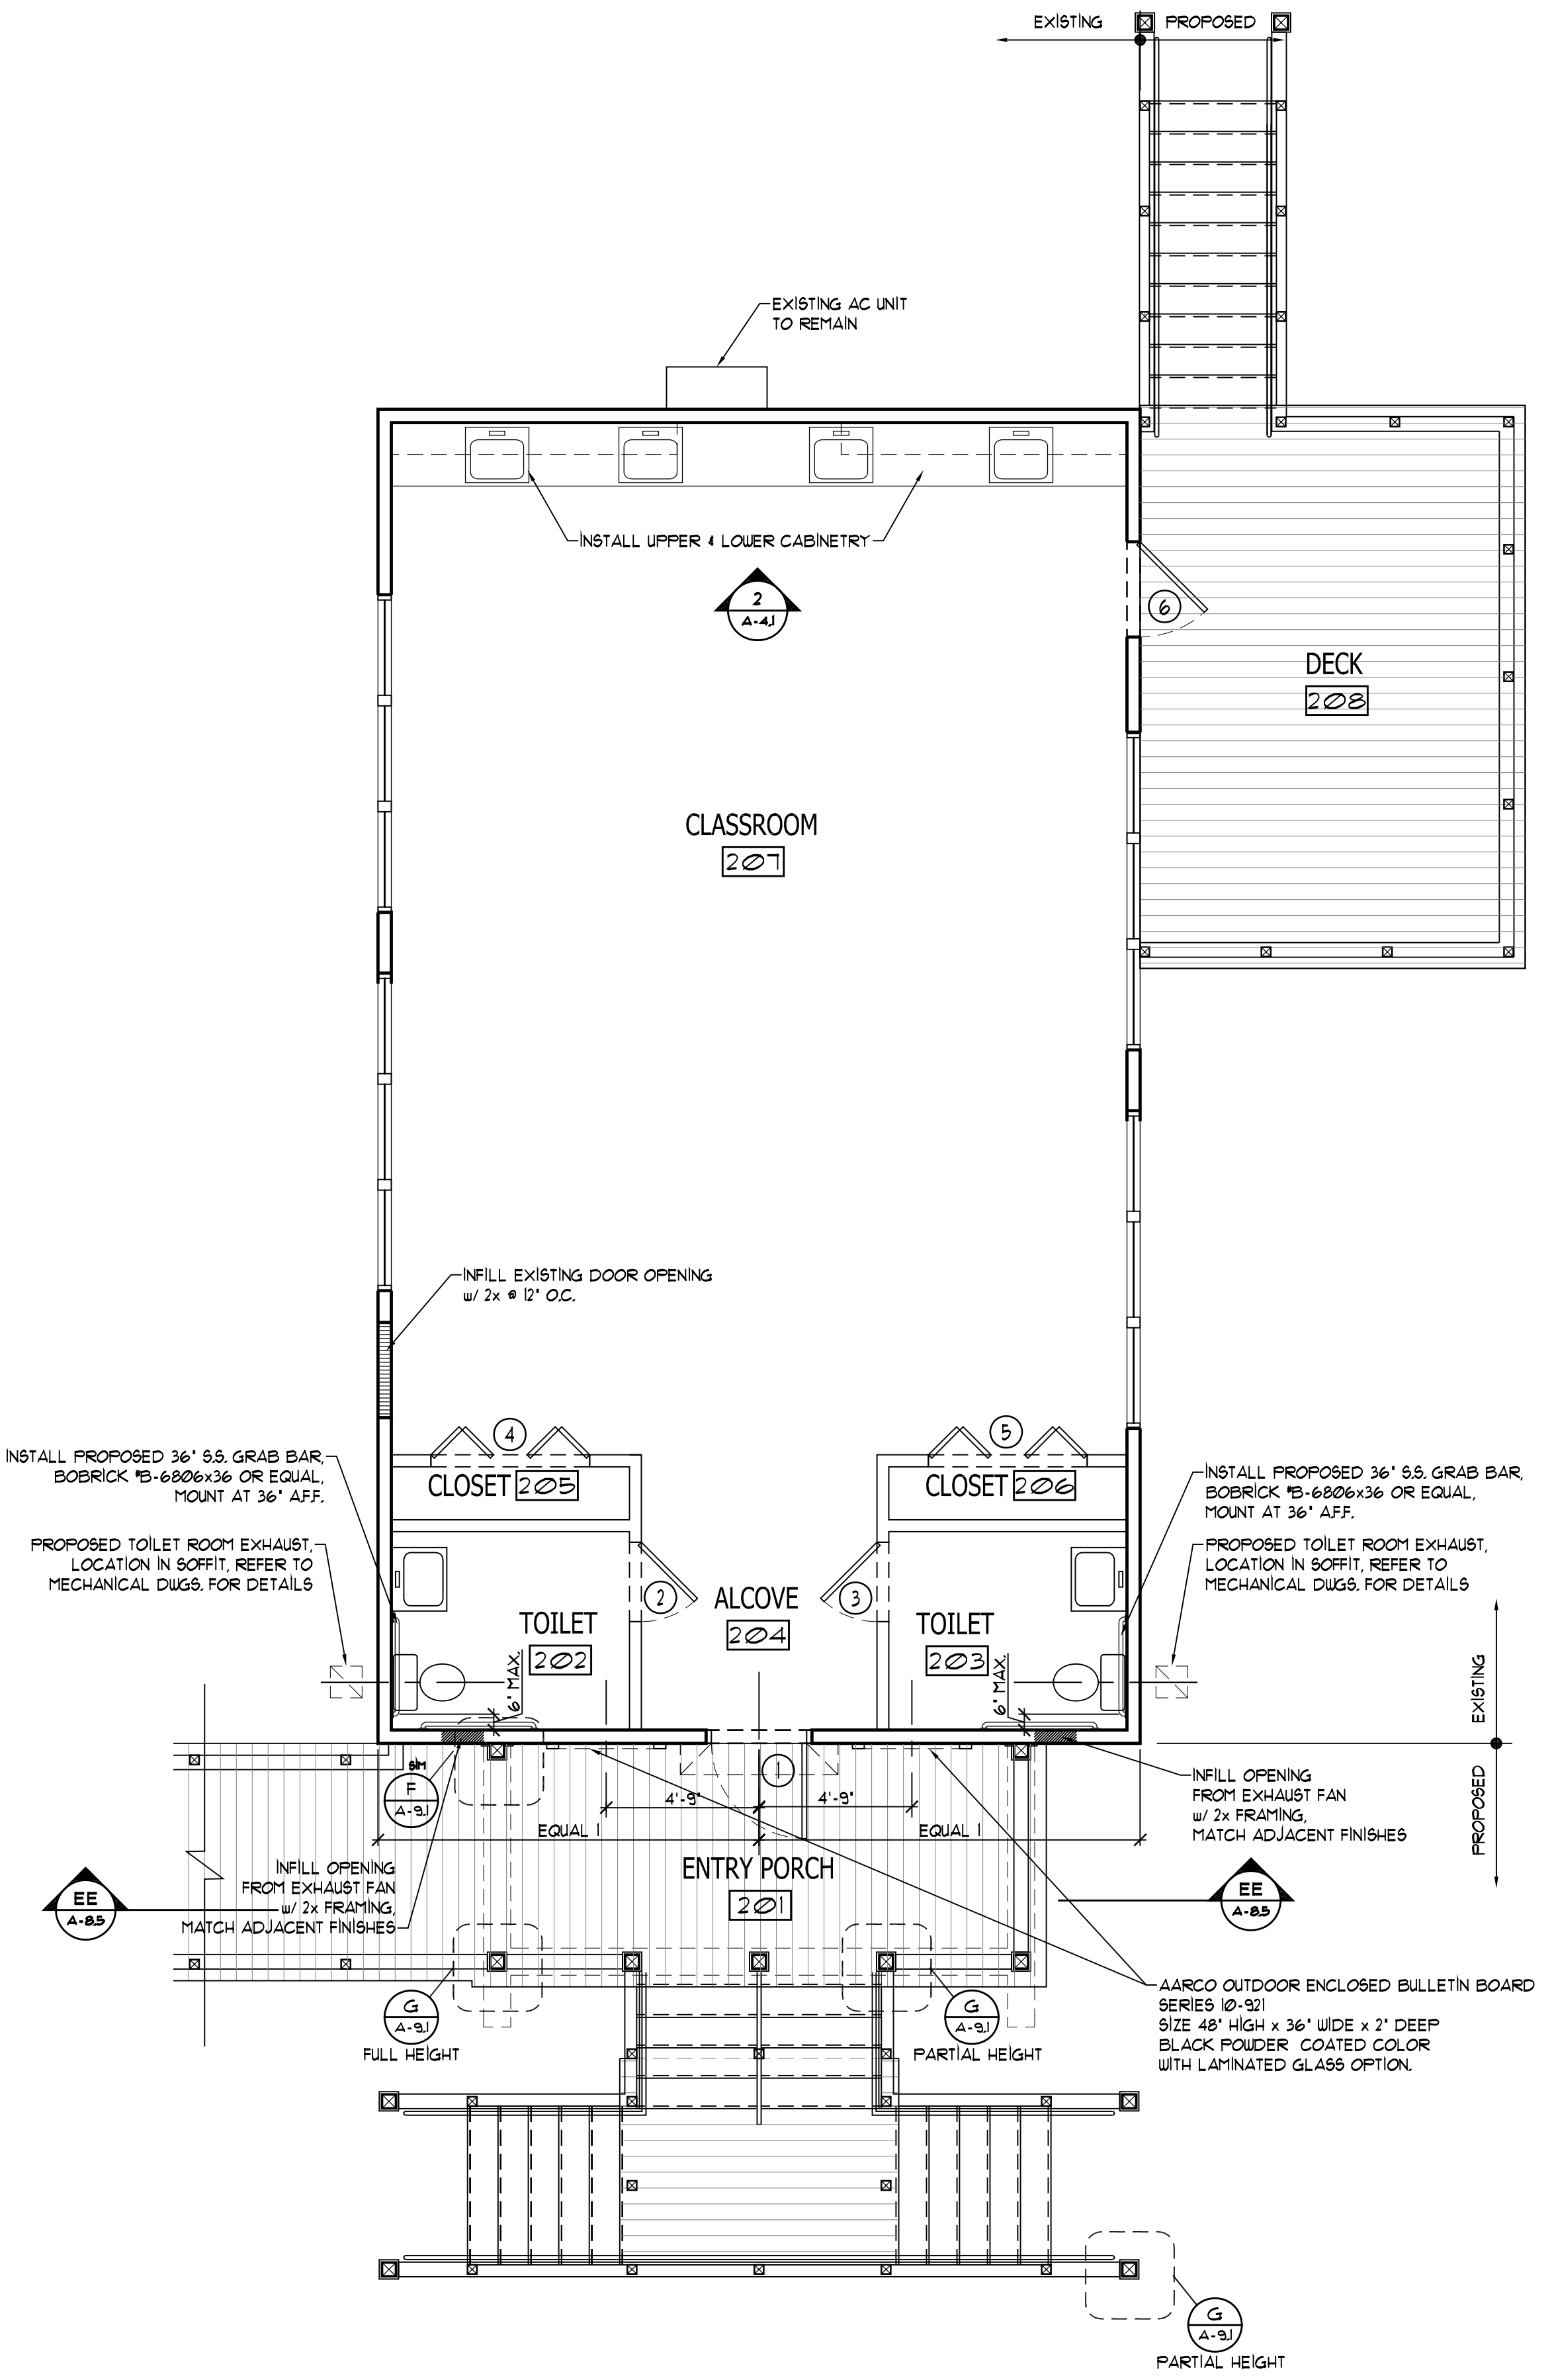 EXISTING
PROPOSED
EXISTING AC UNIT
TO REMAIN
INSTALL UPPER & LOWER CABINETRY
2
A-4.1
6
DECK
208
CLASSROOM
207
INFILL EXISTING DOOR OPENING
w/ 2x @ 12" O.C.
4
5
CLOSET 205
CLOSET 206
INSTALL PROPOSED 36" S.S. GRAB BAR,
BOBRICK #B-6806x36 OR EQUAL,
MOUNT AT 36" A.F.F.
INSTALL PROPOSED 36" S.S. GRAB BAR,
BOBRICK #B-6806x36 OR EQUAL,
MOUNT AT 36" A.F.F.
PROPOSED TOILET ROOM EXHAUST,
LOCATION IN SOFFIT, REFER TO
MECHANICAL DWGS. FOR DETAILS
PROPOSED TOILET ROOM EXHAUST,
LOCATION IN SOFFIT, REFER TO
MECHANICAL DWGS. FOR DETAILS
2
3
ALCOVE
204
TOILET
202
TOILET
203
6" MAX.
6" MAX.
EXISTING
PROPOSED
SIM
F
A-9.1
1
4'-9"
4'-9"
EQUAL 1
EQUAL 1
INFILL OPENING
FROM EXHAUST FAN
w/ 2x FRAMING,
MATCH ADJACENT FINISHES
INFILL OPENING
FROM EXHAUST FAN
w/ 2x FRAMING,
MATCH ADJACENT FINISHES
ENTRY PORCH
201
EE
A-8.5
EE
A-8.5
G
A-9.1
FULL HEIGHT
G
A-9.1
PARTIAL HEIGHT
AARCO OUTDOOR ENCLOSED BULLETIN BOARD
SERIES 10-921
SIZE 48" HIGH x 36" WIDE x 2" DEEP
BLACK POWDER COATED COLOR
WITH LAMINATED GLASS OPTION.
G
A-9.1
PARTIAL HEIGHT